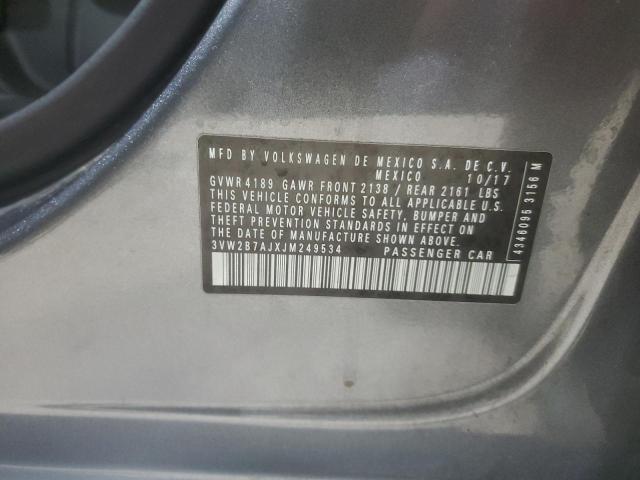 MFD BY VOLKSWAGEN DE MEXICO S.A. DE C.V.
MEXICO 10/17
GVWR 4189 GAWR FRONT 2138 / REAR 2161 LBS
THIS VEHICLE CONFORMS TO ALL APPLICABLE U.S.
FEDERAL MOTOR VEHICLE SAFETY, BUMPER AND
THEFT PREVENTION STANDARDS IN EFFECT ON
THE DATE OF MANUFACTURE SHOWN ABOVE.
3VW2B7AJXJM249534 PASSENGER CAR
4346095 3156 M